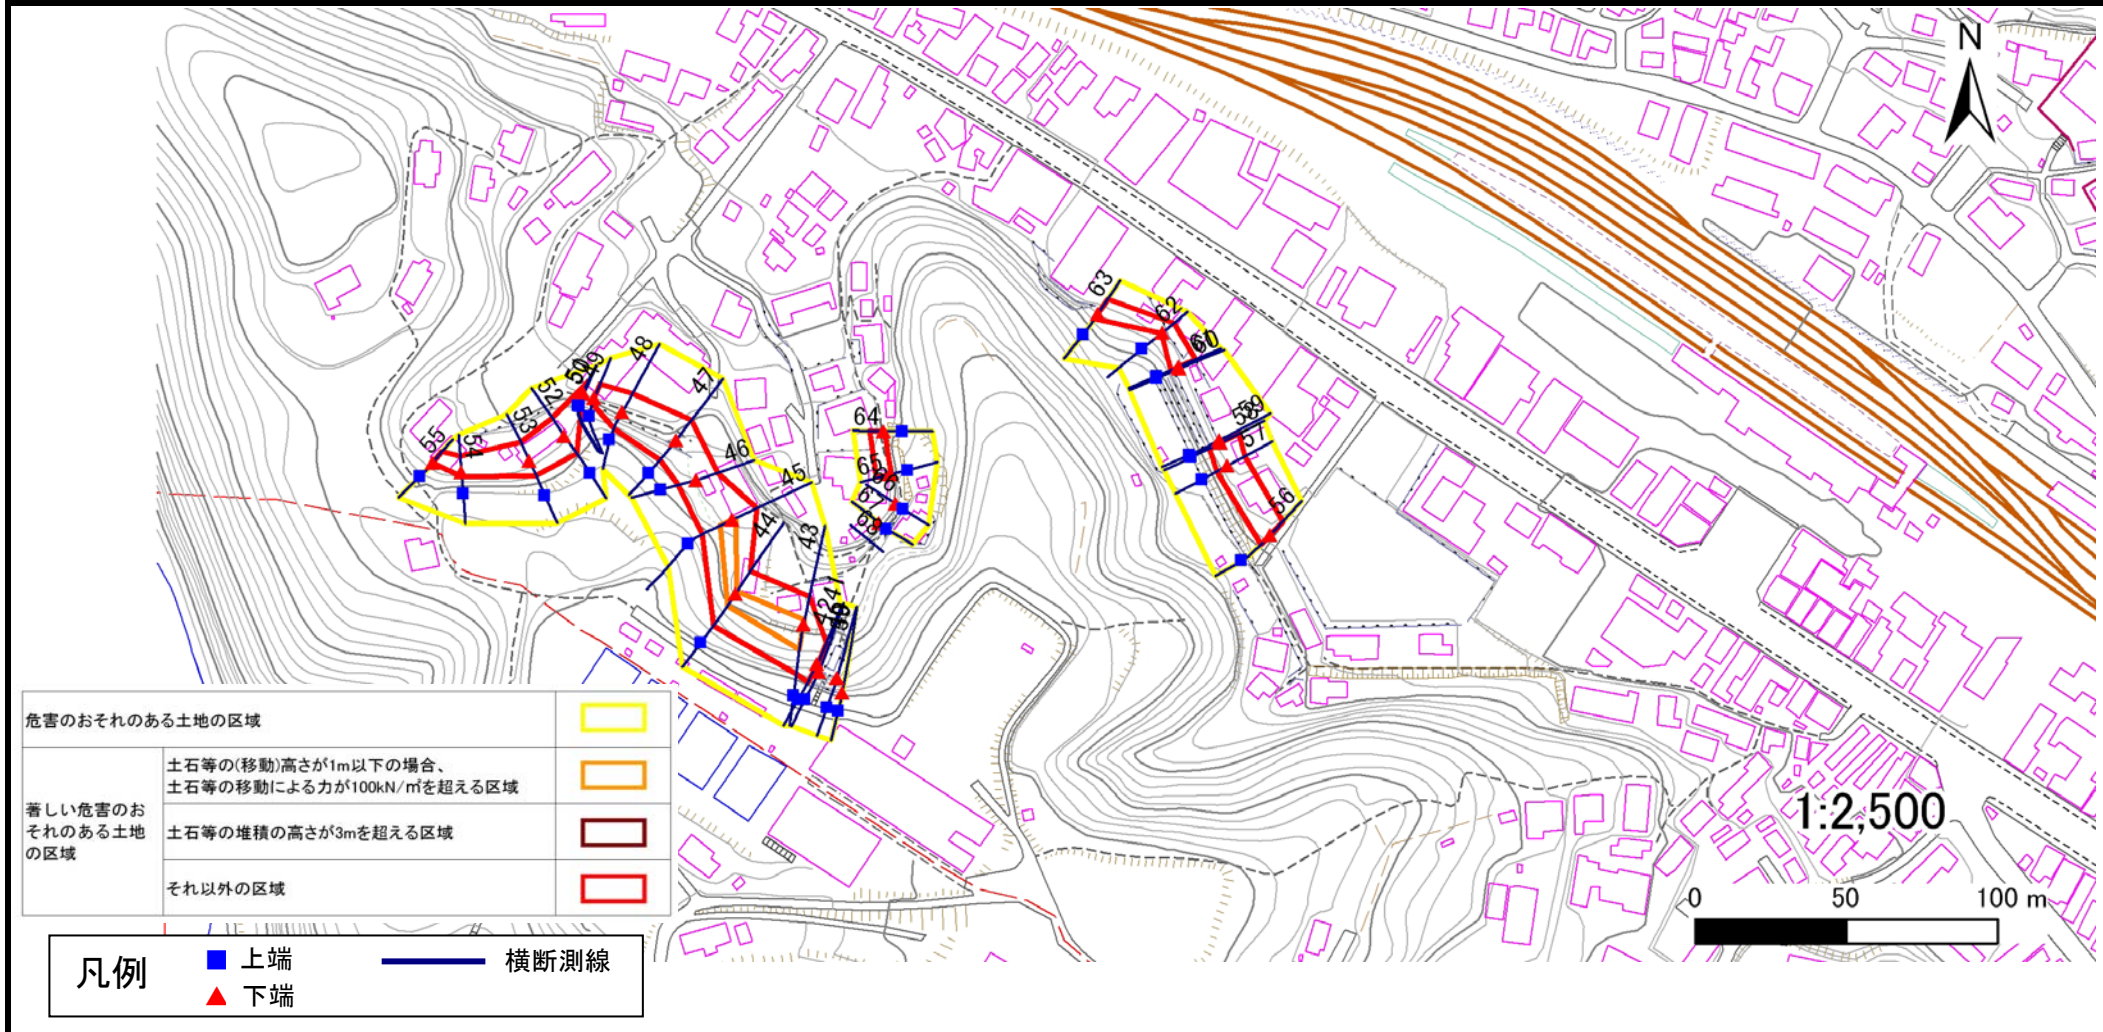 N
63
62
60
48
49
50
47
52
53
59
57
55
54
46
45
64
65
66
56
44
43
68
42
危害のおそれのある土地の区域
土石等の(移動)高さが1m以下の場合、
土石等の移動による力が100kN/㎡を超える区域
著しい危害のお
それのある土地
の区域
土石等の堆積の高さが3mを超える区域
それ以外の区域
1:2,500
0 50 100 m
凡例
上端
下端
横断測線